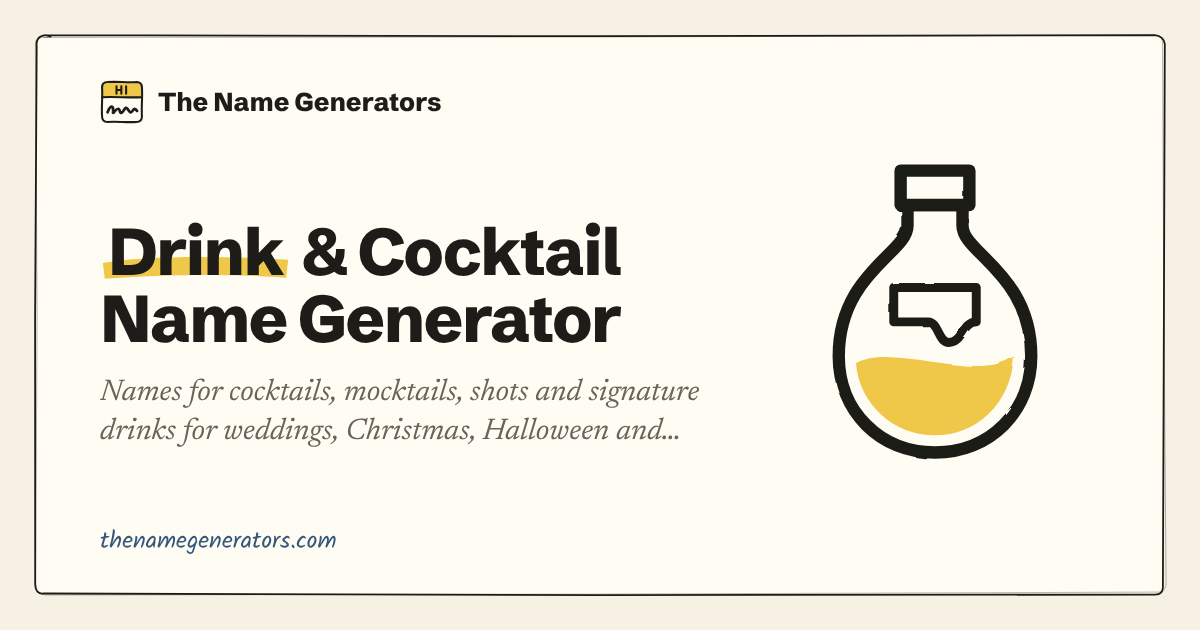 HI
The Name Generators
Drink & Cocktail
Name Generator
Names for cocktails, mocktails, shots and signature
drinks for weddings, Christmas, Halloween and...
thenamegenerators.com